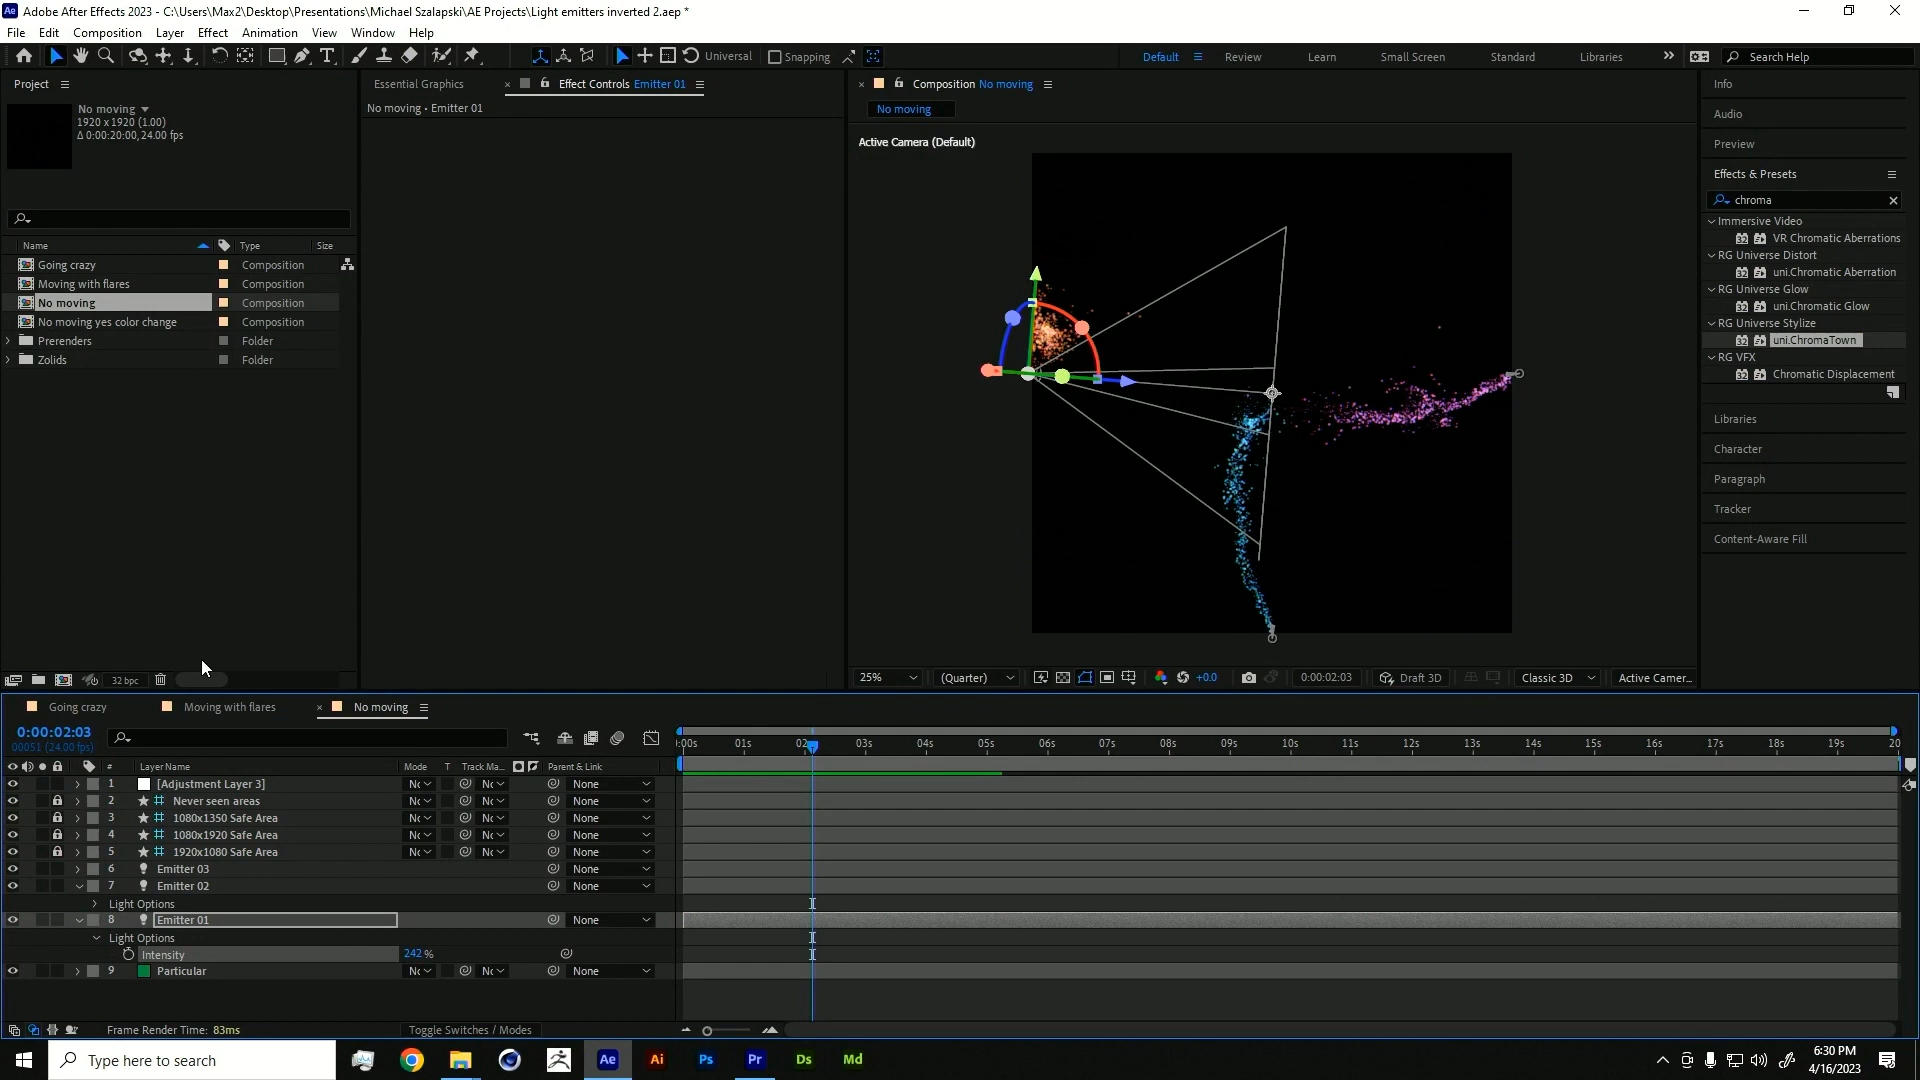 Adobe After Effects 2023 - C:\Users\Max2\Desktop\Presentations\Michael Szalapski\AE Projects\Light emitters inverted 2.aep *
File Edit Composition Layer Effect Animation View Window Help
Universal Snapping Default Review Learn Small Screen Standard Libraries Search Help
Project
No moving
1920 x 1920 (1.00)
Δ 0:00:20:00, 24.00 fps
Name Type Size
Going crazy Composition
Moving with flares Composition
No moving Composition
No moving yes color change Composition
Prerenders Folder
Zolids Folder
32 bpc
Essential Graphics Effect Controls Emitter 01
No moving • Emitter 01
Composition No moving
No moving
Active Camera (Default)
25% (Quarter) +0.0 0:00:02:03 Draft 3D Classic 3D Active Camer...
Info
Audio
Preview
Effects & Presets
chroma
Immersive Video
VR Chromatic Aberrations
RG Universe Distort
uni.Chromatic Aberration
RG Universe Glow
uni.Chromatic Glow
RG Universe Stylize
uni.ChromaTown
RG VFX
Chromatic Displacement
Libraries
Character
Paragraph
Tracker
Content-Aware Fill
Going crazy Moving with flares No moving
0:00:02:03
00051 (24.00 fps)
:00s 01s 02 03s 04s 05s 06s 07s 08s 09s 10s 11s 12s 13s 14s 15s 16s 17s 18s 19s 20
# Layer Name Mode T Track Ma... Parent & Link
1 [Adjustment Layer 3] None
2 Never seen areas None
3 1080x1350 Safe Area None
4 1080x1920 Safe Area None
5 1920x1080 Safe Area None
6 Emitter 03 None
7 Emitter 02 None
Light Options
8 Emitter 01 None
Light Options
Intensity 242 %
9 Particular None
Frame Render Time: 83ms Toggle Switches / Modes
Type here to search Ae Ai Ps Pr Ds Md
6:30 PM
4/16/2023